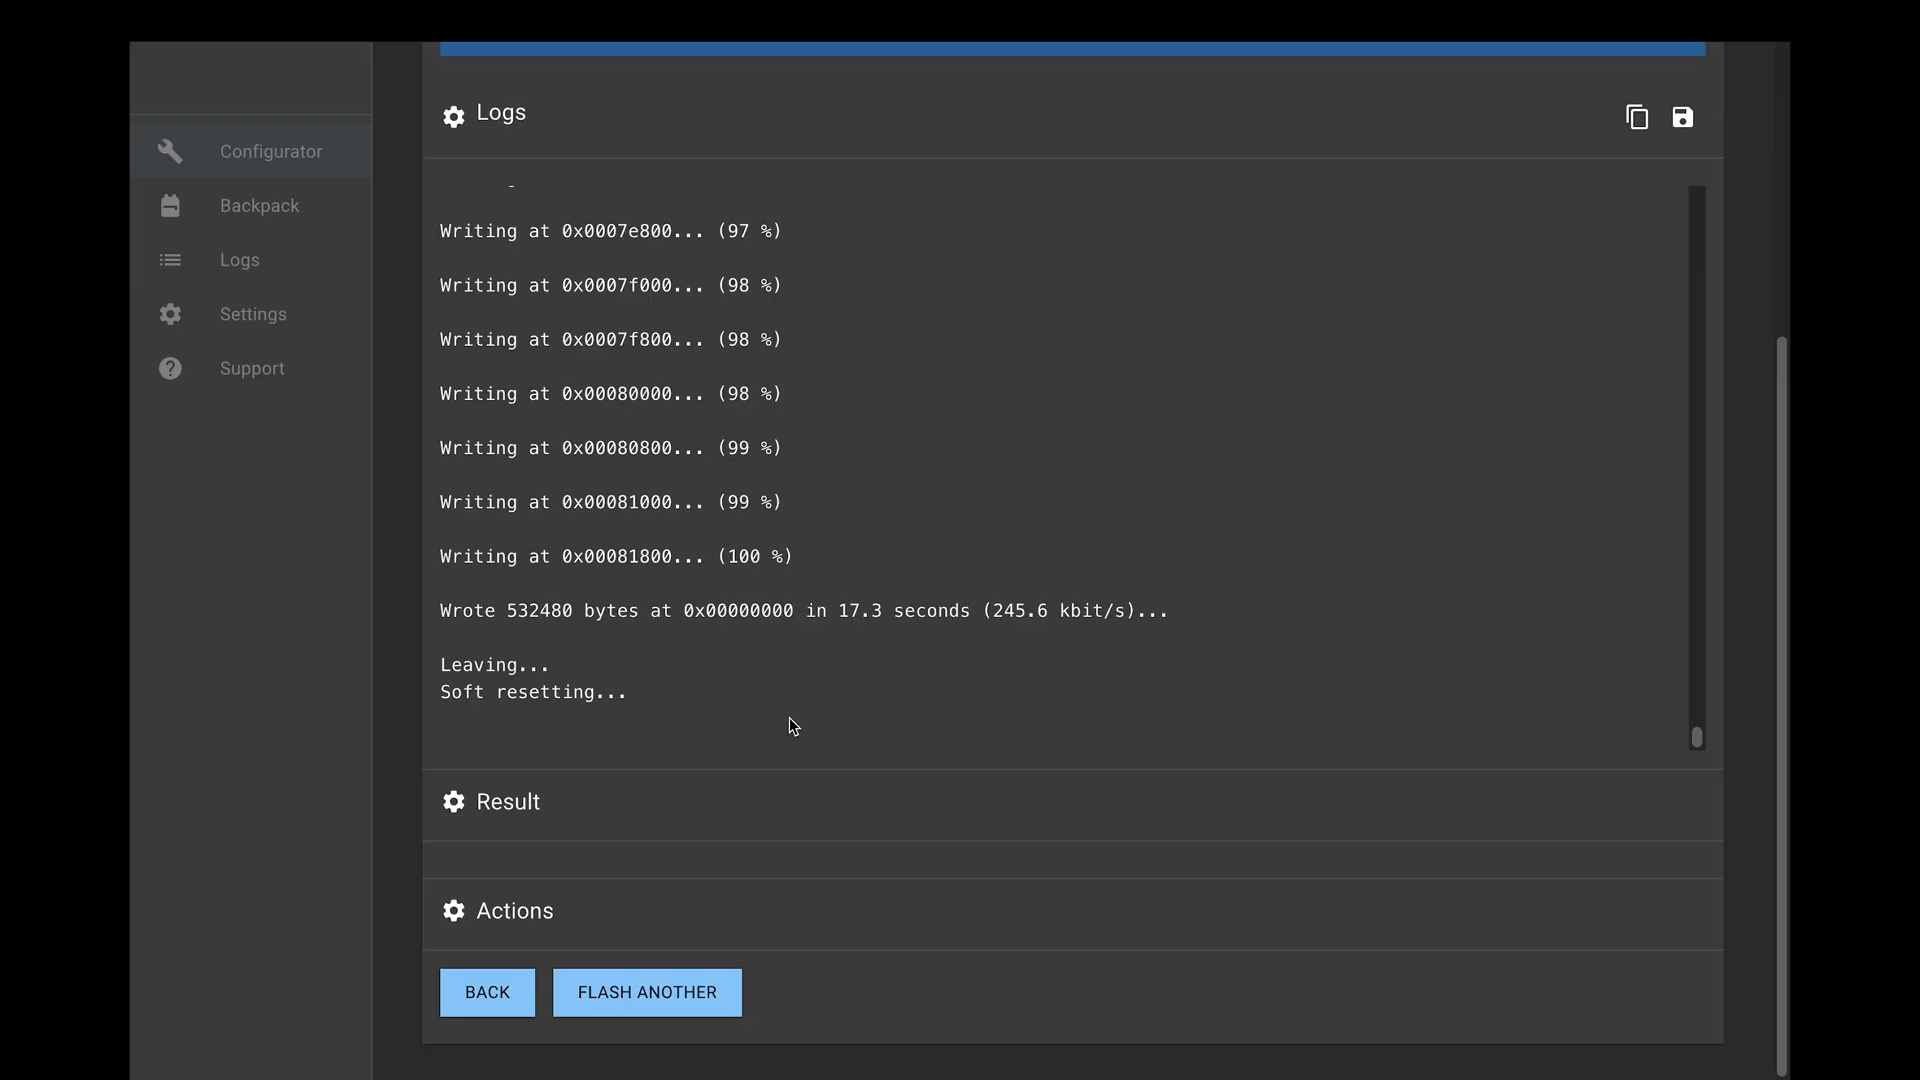 Configurator
Backpack
Logs
Settings
Support
Logs
Writing at 0x0007e800... (97 %)
Writing at 0x0007f000... (98 %)
Writing at 0x0007f800... (98 %)
Writing at 0x00080000... (98 %)
Writing at 0x00080800... (99 %)
Writing at 0x00081000... (99 %)
Writing at 0x00081800... (100 %)
Wrote 532480 bytes at 0x00000000 in 17.3 seconds (245.6 kbit/s)...
Leaving...
Soft resetting...
Result
Actions
BACK
FLASH ANOTHER